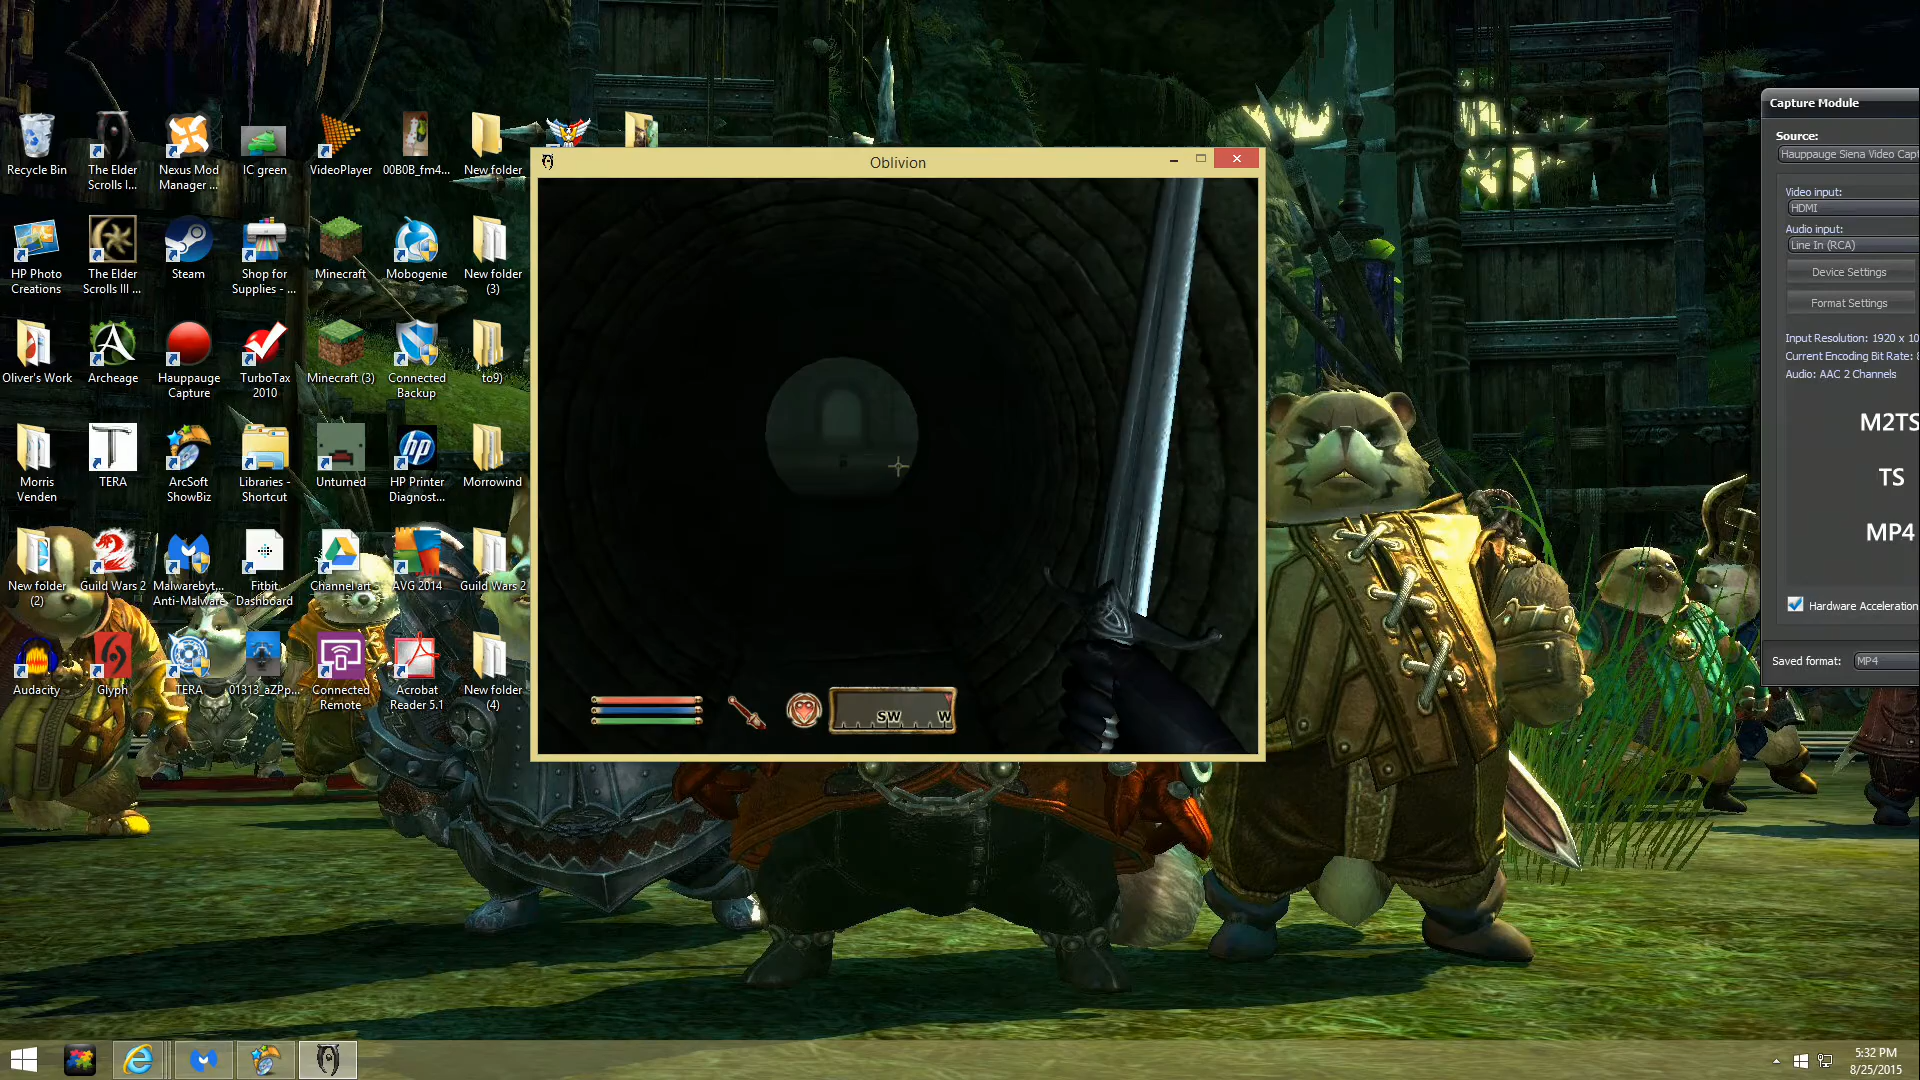 Recycle Bin
The Elder
Scrolls I...
Nexus Mod
Manager ...
IC green
VideoPlayer
00B0B_fm4...
New folder
HP Photo
Creations
The Elder
Scrolls III ...
Steam
Shop for
Supplies - ...
Minecraft
Mobogenie
New folder
(3)
Oliver's Work
Archeage
Hauppauge
Capture
TurboTax
2010
Minecraft (3)
Connected
Backup
to9)
Morris
Venden
TERA
ArcSoft
ShowBiz
Libraries -
Shortcut
Unturned
HP Printer
Diagnost...
Morrowind
New folder
(2)
Guild Wars 2
Malwarebyt...
Anti-Malware
Fitbit
Dashboard
Channel art 3
AVG 2014
Guild Wars 2
Audacity
Glyph
TERA
01313_aZPp...
Connected
Remote
Acrobat
Reader 5.1
New folder
(4)
Oblivion
SW
W
Capture Module
Source:
Hauppauge Siena Video Capt
Video input:
HDMI
Audio input:
Line In (RCA)
Device Settings
Format Settings
Input Resolution: 1920 x 10
Current Encoding Bit Rate: 8
Audio: AAC 2 Channels
M2TS
TS
MP4
Hardware Acceleration
Saved format:
MP4
5:32 PM
8/25/2015